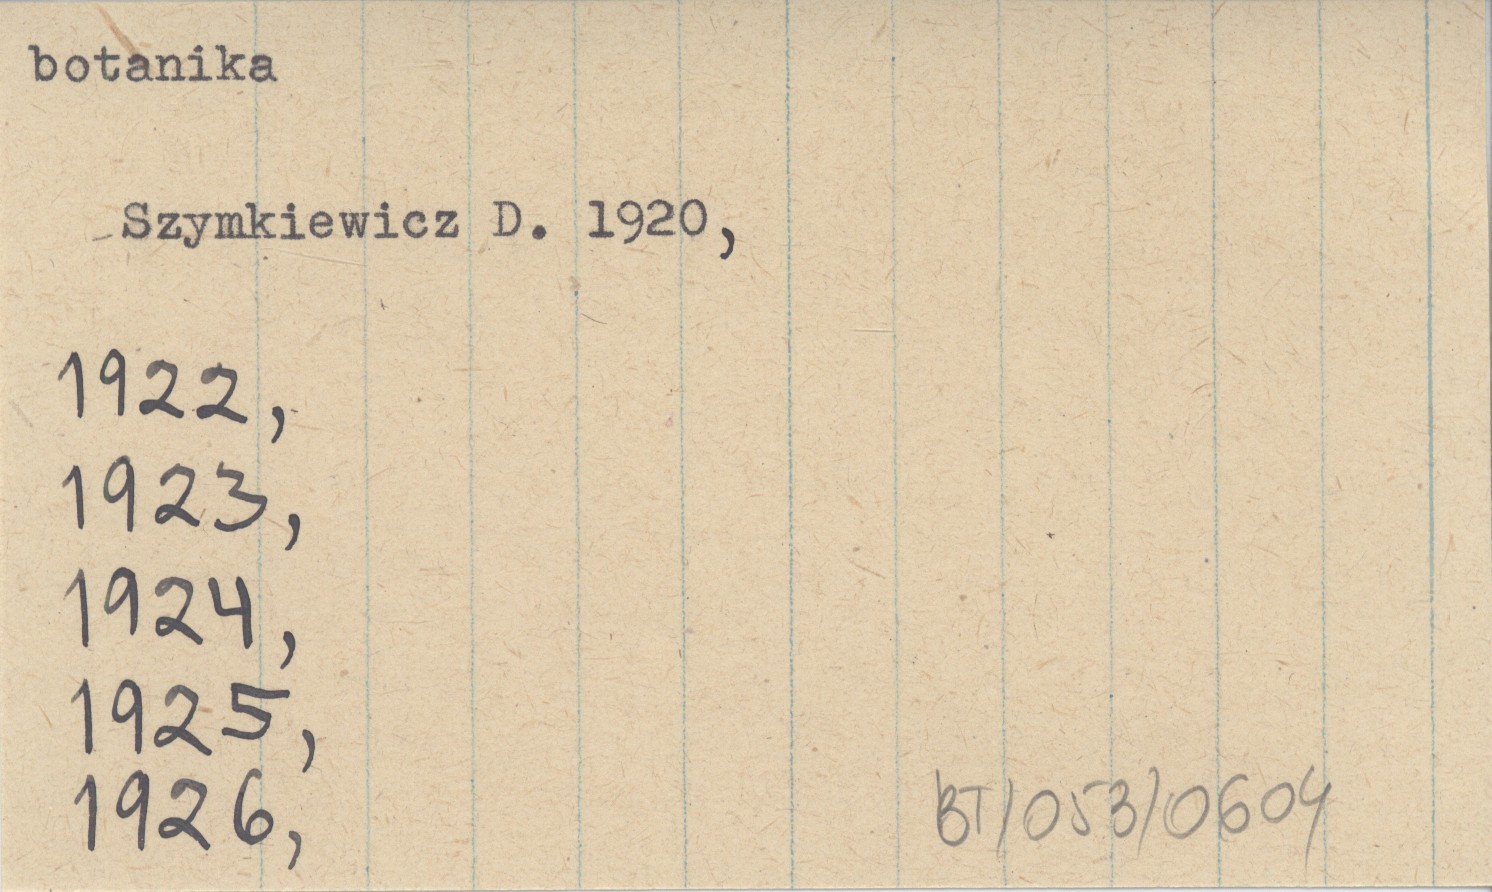 botanika
Szymkiewicz D. 1920,
1922,
1923,
1924,
1925,
1926,
BT/053/0604